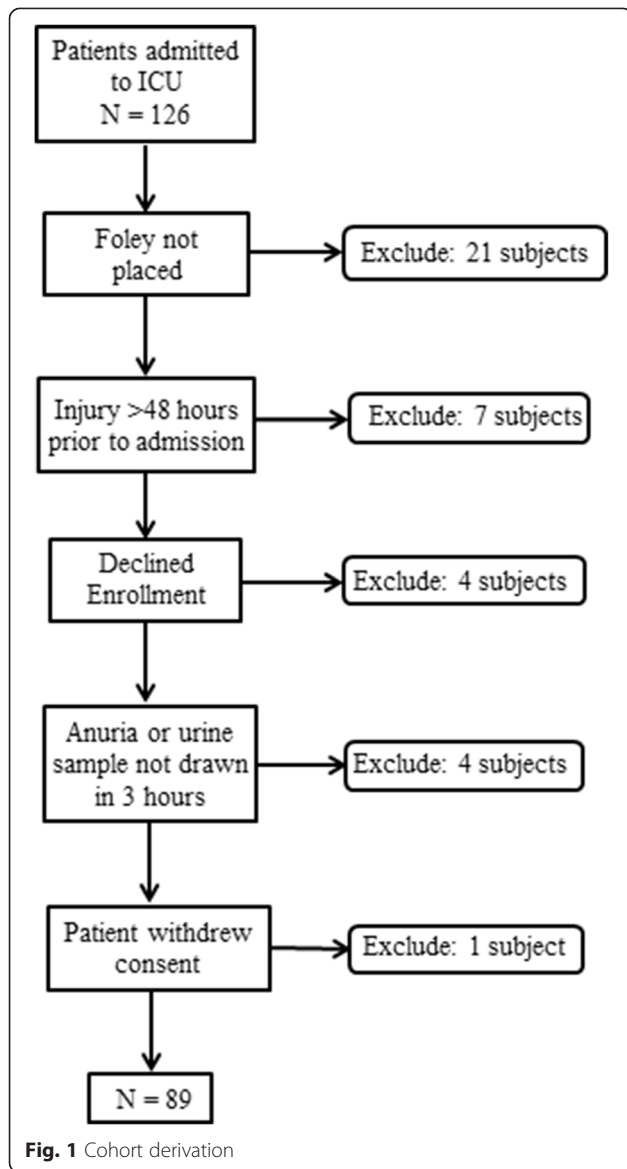 Patients admitted
to ICU
N = 126
Foley not
placed
Exclude: 21 subjects
Injury >48 hours
prior to admission
Exclude: 7 subjects
Declined
Enrollment
Exclude: 4 subjects
Anuria or urine
sample not drawn
in 3 hours
Exclude: 4 subjects
Patient withdrew
consent
Exclude: 1 subject
N = 89
Fig. 1 Cohort derivation